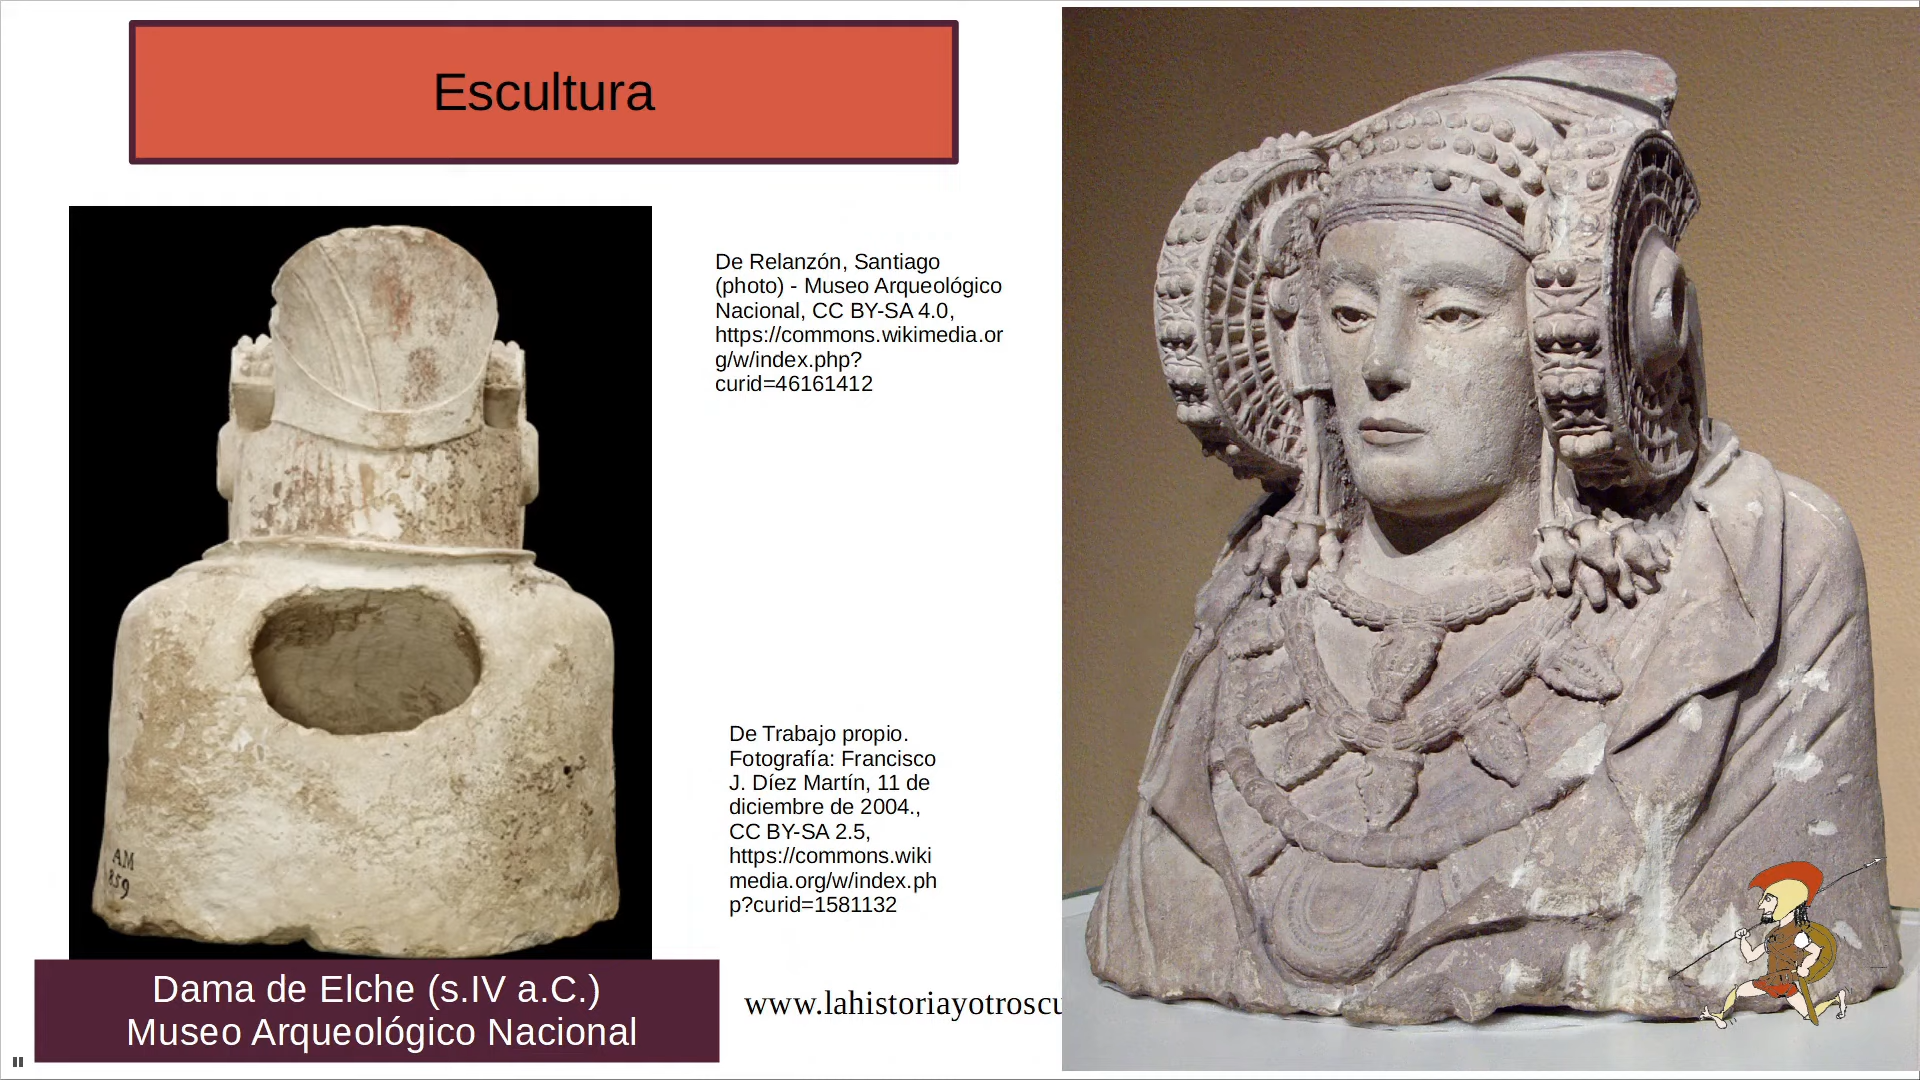 Escultura
De Relanzón, Santiago
(photo) - Museo Arqueológico
Nacional, CC BY-SA 4.0,
https://commons.wikimedia.or
g/w/index.php?
curid=46161412
De Trabajo propio.
Fotografía: Francisco
J. Díez Martín, 11 de
diciembre de 2004.,
CC BY-SA 2.5,
https://commons.wiki
media.org/w/index.ph
p?curid=1581132
AM
859
Dama de Elche (s.IV a.C.)
Museo Arqueológico Nacional
www.lahistoriayotroscu